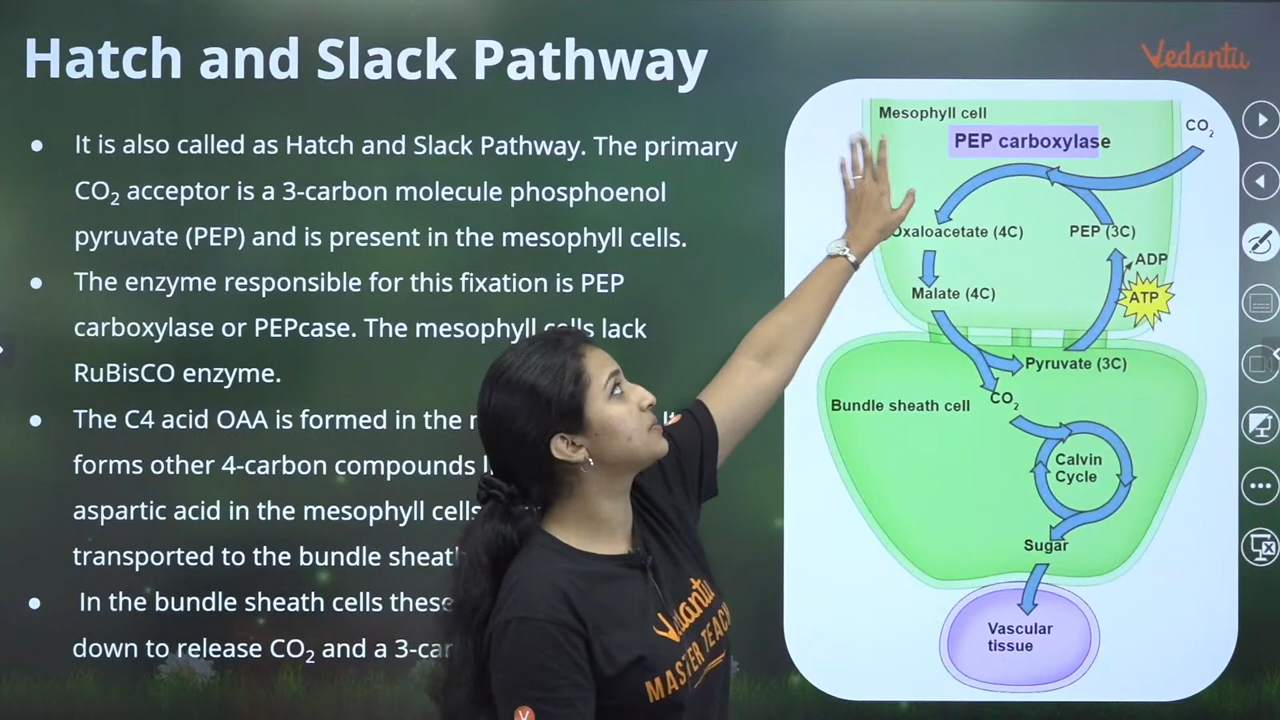 Hatch and Slack Pathway
Vedantu
It is also called as Hatch and Slack Pathway. The primary
CO₂ acceptor is a 3-carbon molecule phosphoenol
pyruvate (PEP) and is present in the mesophyll cells.
The enzyme responsible for this fixation is PEP
carboxylase or PEPcase. The mesophyll cells lack
RuBisCO enzyme.
The C4 acid OAA is formed in the
forms other 4-carbon compounds
aspartic acid in the mesophyll cells
transported to the bundle
In the bundle sheath cells these
down to release CO₂ and a
Mesophyll cell
PEP carboxylase
CO₂
Oxaloacetate (4C)
PEP (3C)
ADP
ATP
Malate (4C)
Pyruvate (3C)
Bundle sheath cell
CO₂
Calvin
Cycle
Sugar
Vascular
tissue
Vedantu
MASTER